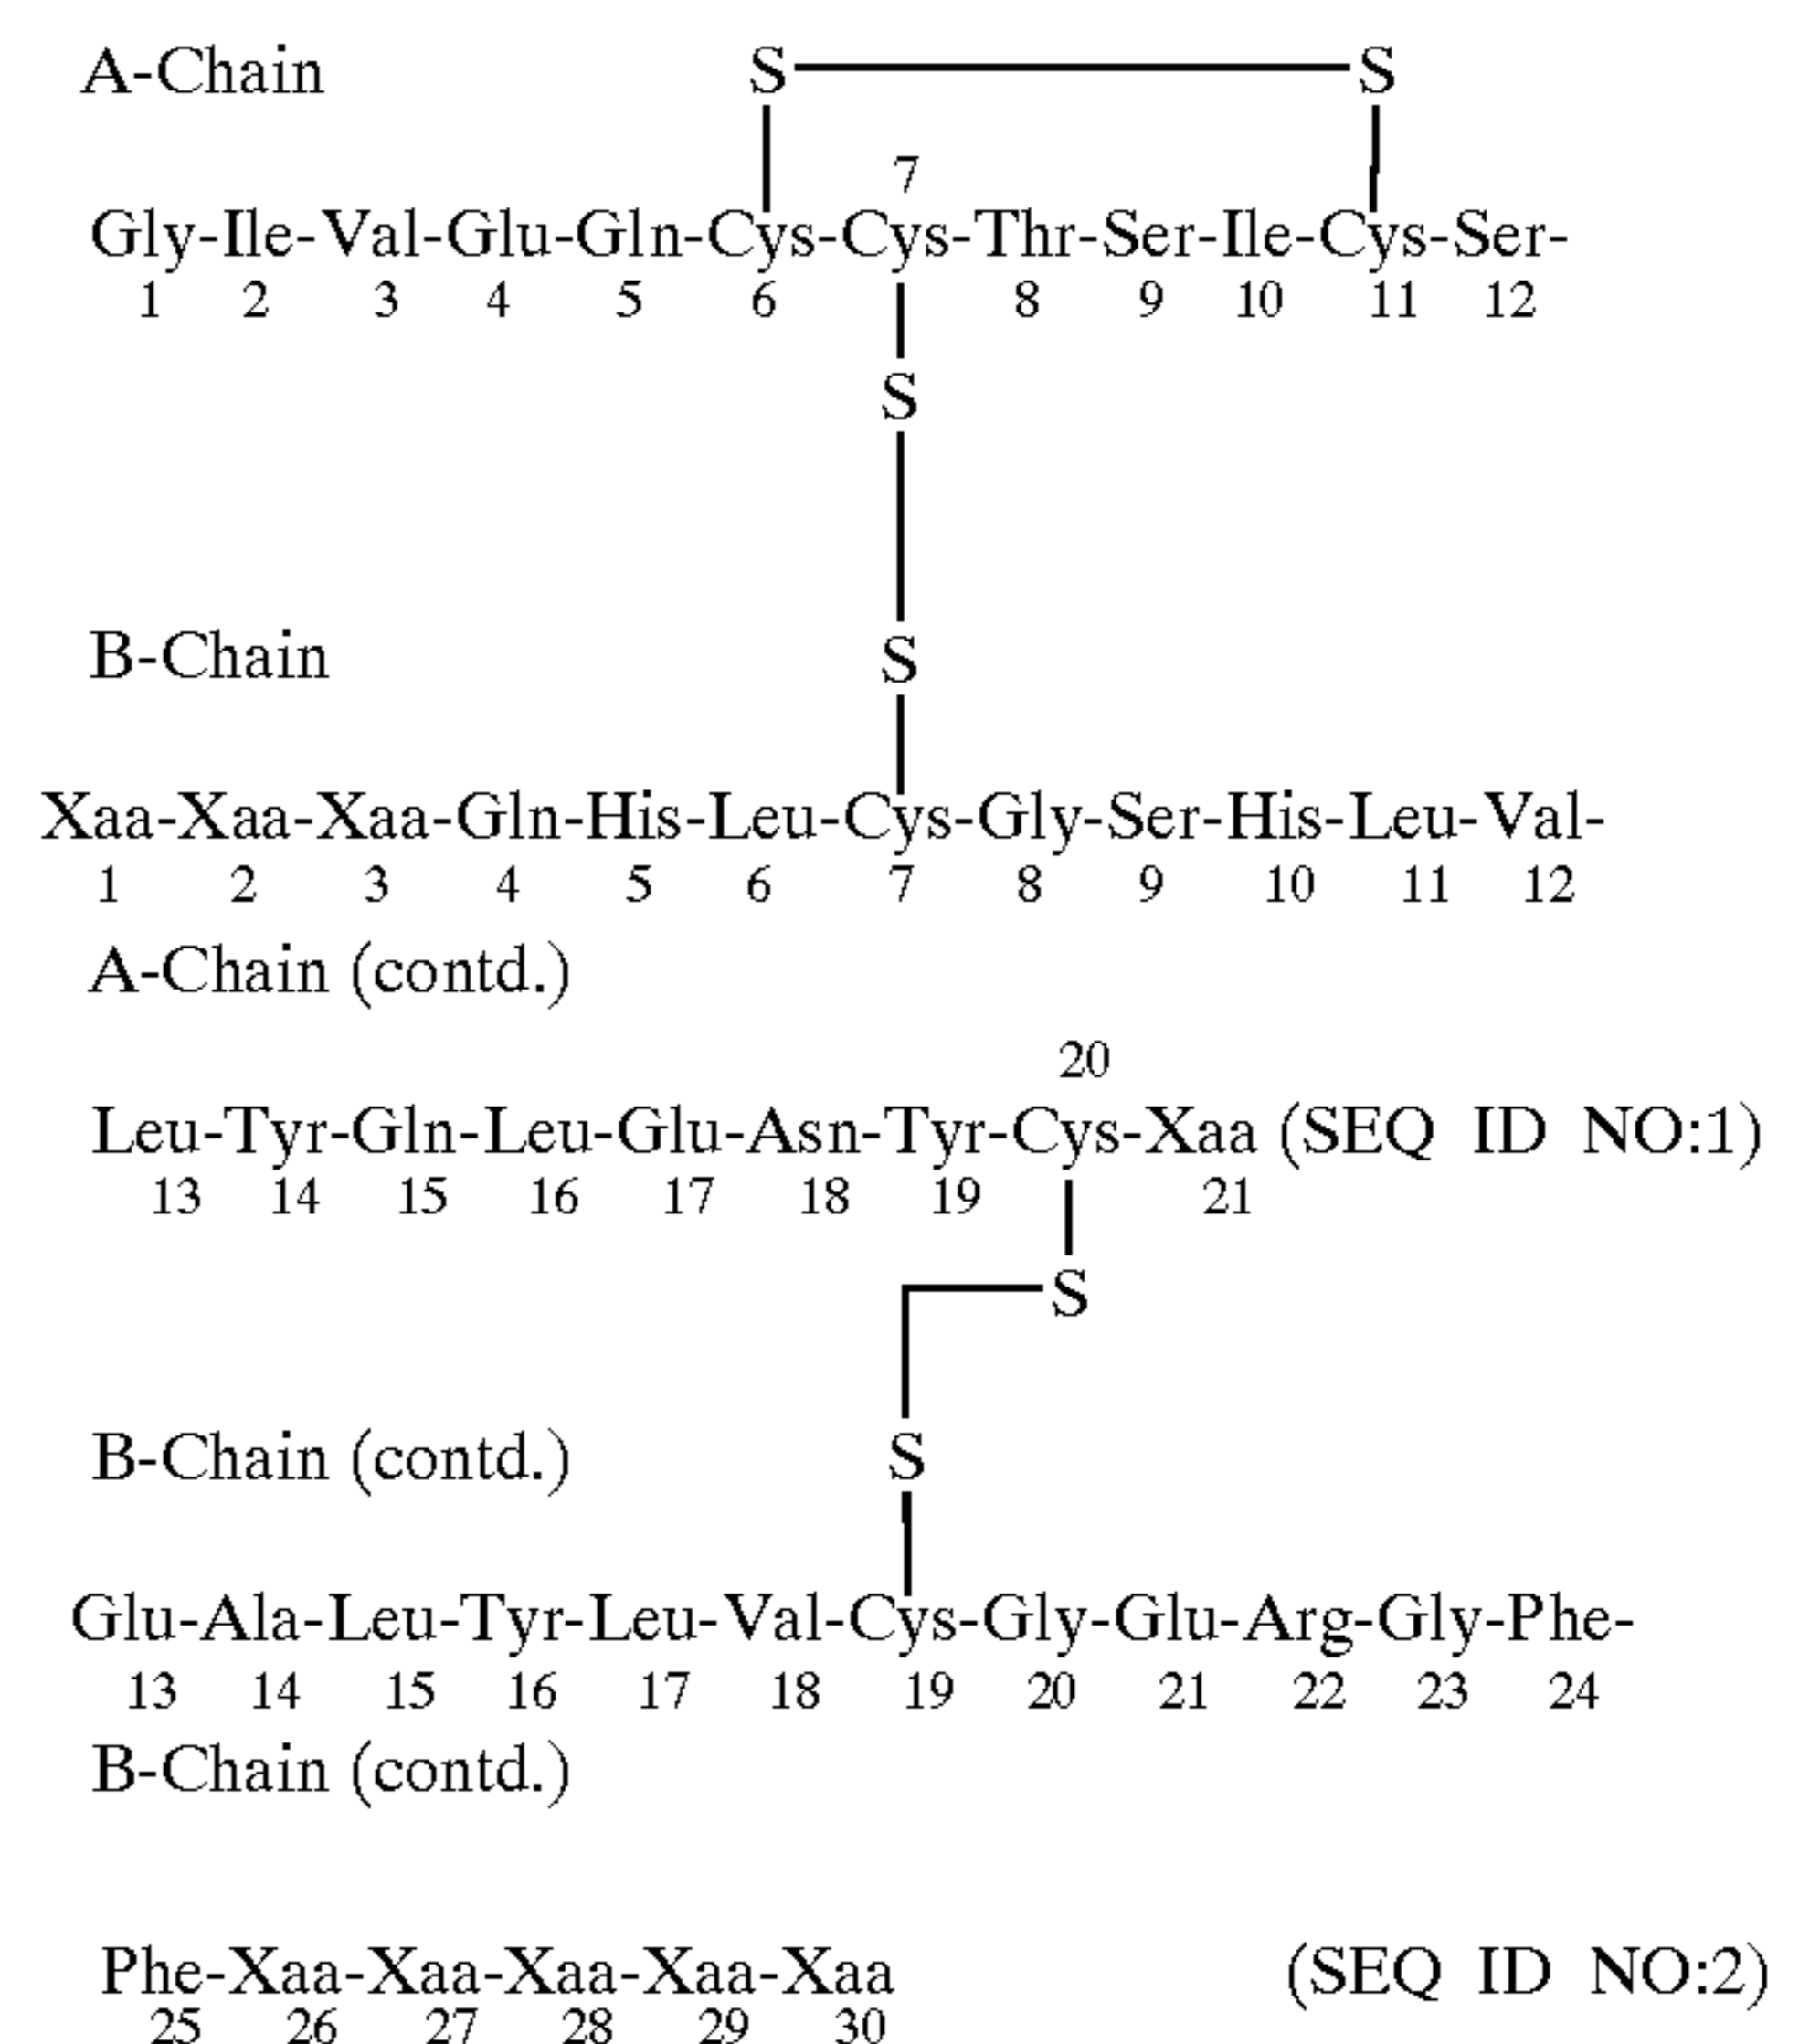 A-Chain
S S
7
Gly-Ile-Val-Glu-Gln-Cys-Cys-Thr-Ser-Ile-Cys-Ser-
1 2 3 4 5 6 8 9 10 11 12
S
B-Chain
S
Xaa-Xaa-Xaa-Gln-His-Leu-Cys-Gly-Ser-His-Leu-Val-
1 2 3 4 5 6 7 8 9 10 11 12
A-Chain (contd.)
20
Leu-Tyr-Gln-Leu-Glu-Asn-Tyr-Cys-Xaa (SEQ ID NO:1)
13 14 15 16 17 18 19 21
S
B-Chain (contd.)
S
Glu-Ala-Leu-Tyr-Leu-Val-Cys-Gly-Glu-Arg-Gly-Phe-
13 14 15 16 17 18 19 20 21 22 23 24
B-Chain (contd.)
Phe-Xaa-Xaa-Xaa-Xaa-Xaa (SEQ ID NO:2)
25 26 27 28 29 30